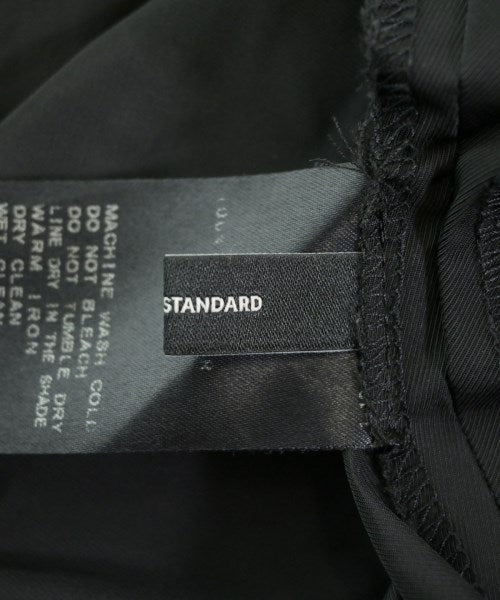 STANDARD
MACHINE WASH COLL
DO NOT BLEACH
DO NOT TUMBLE DRY
LINE DRY IN THE SHADE
WARM IRON
DRY CLEAN
WET CLEAN